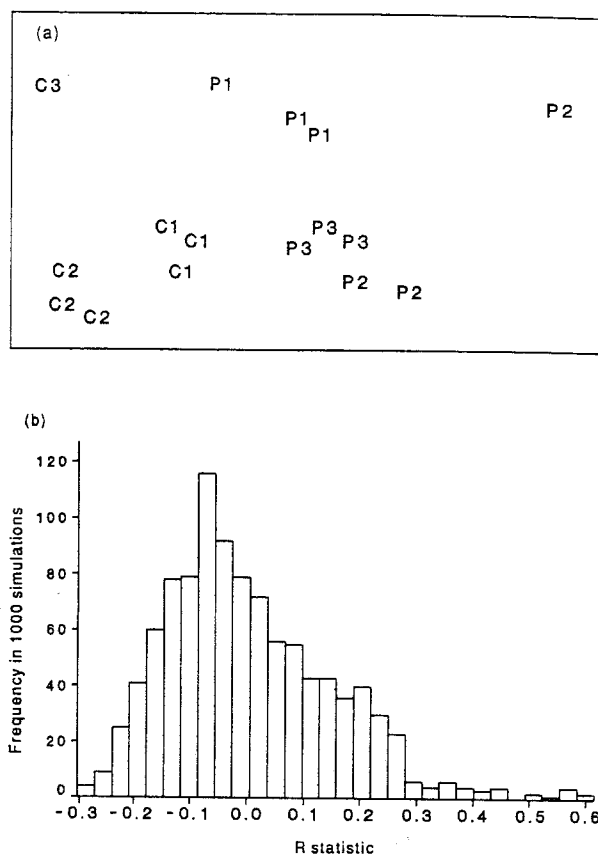 (a)
C3 P1
P2
P1
P1
C1 P3
C1 P3
P3
C2 C1
P2
P2
C2
C2
(b)
120
100
80
60
40
20
0
Frequency in 1000 simulations
-0.3 -0.2 -0.1 0.0 0.1 0.2 0.3 0.4 0.5 0.6
R statistic